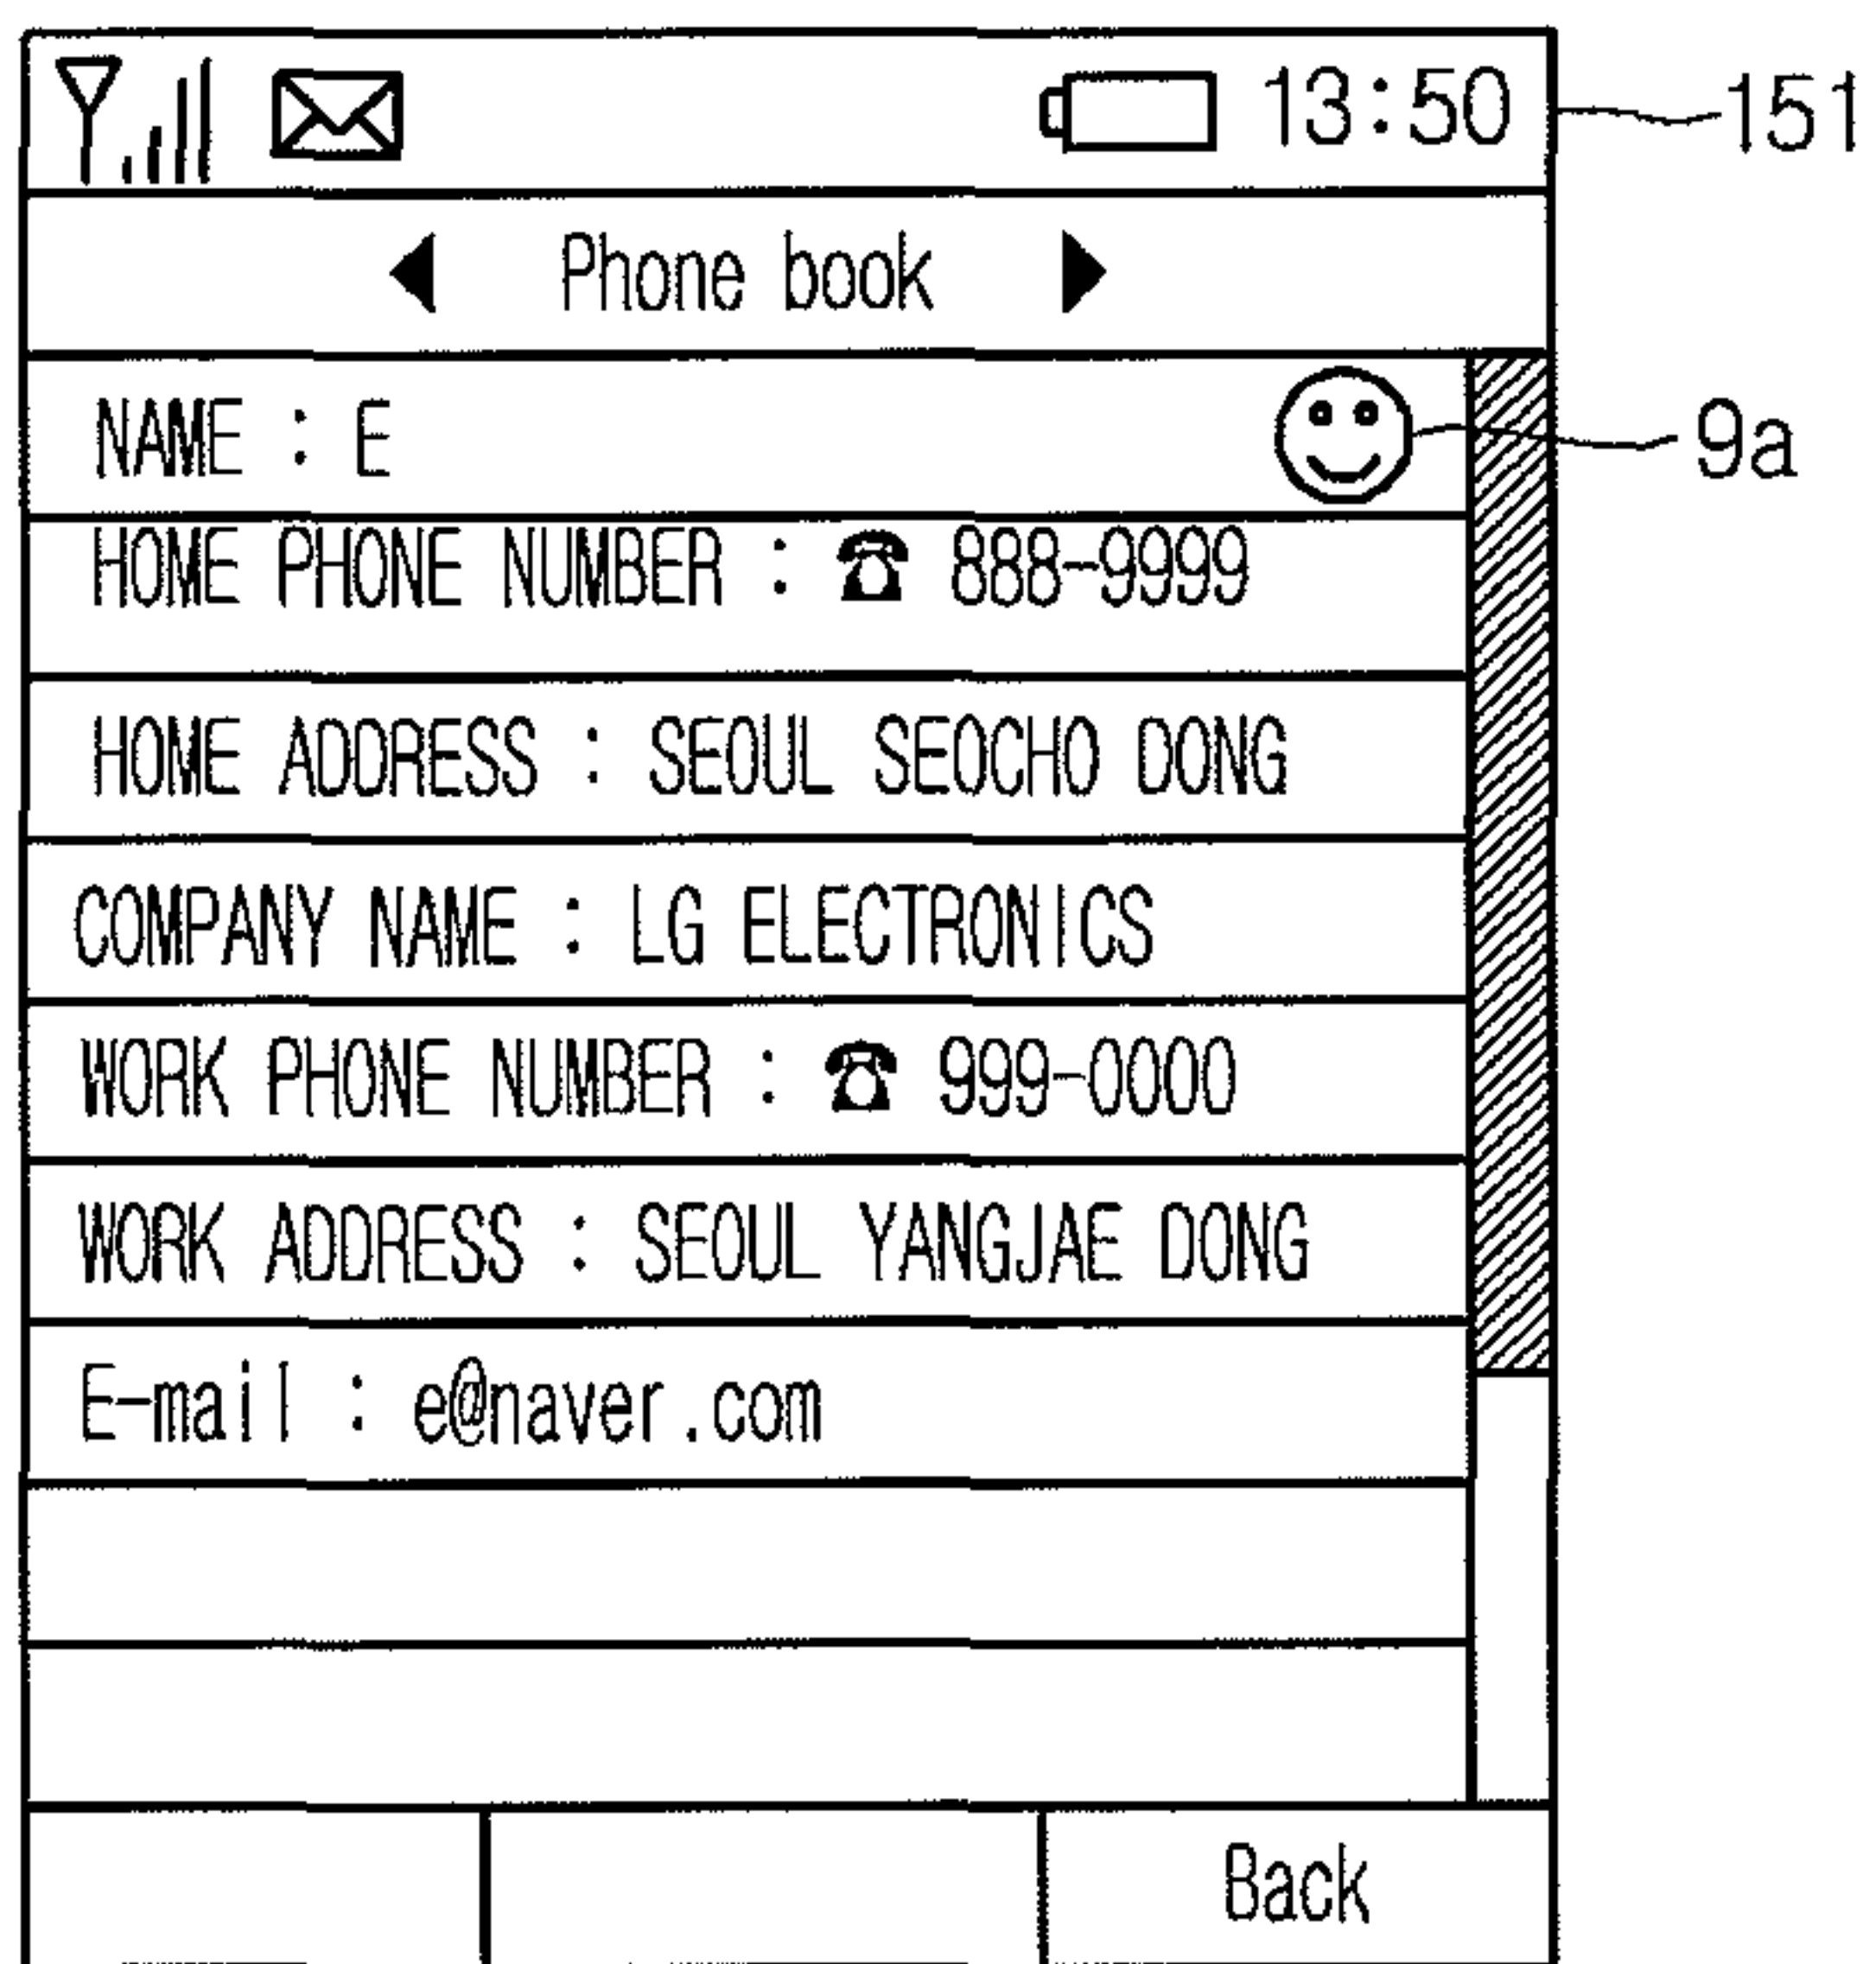 13:50 151
Phone book
NAME : E 9a
HOME PHONE NUMBER : ☎ 888-9999
HOME ADDRESS : SEOUL SEOCHO DONG
COMPANY NAME : LG ELECTRONICS
WORK PHONE NUMBER : ☎ 999-0000
WORK ADDRESS : SEOUL YANGJAE DONG
E-mail : e@naver.com
Back